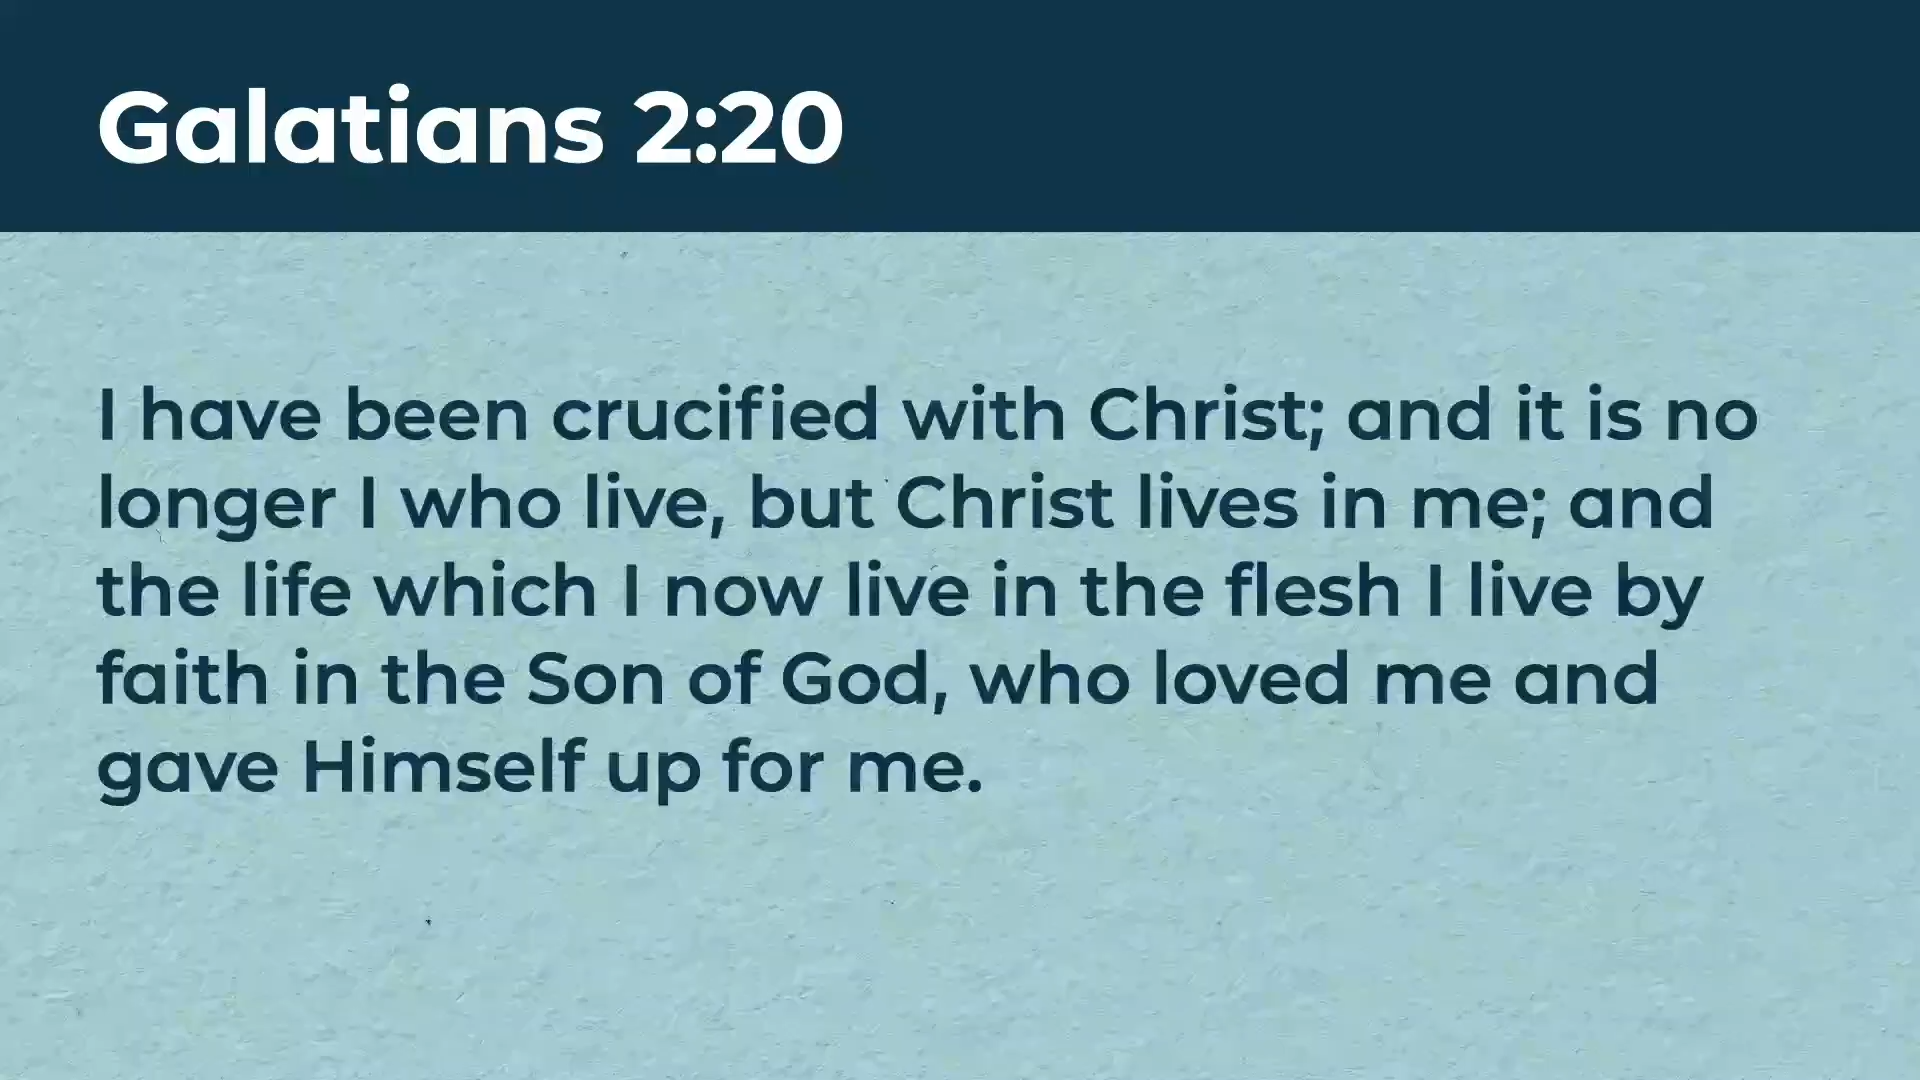 Galatians 2:20
I have been crucified with Christ; and it is no
longer I who live, but Christ lives in me; and
the life which I now live in the flesh I live by
faith in the Son of God, who loved me and
gave Himself up for me.